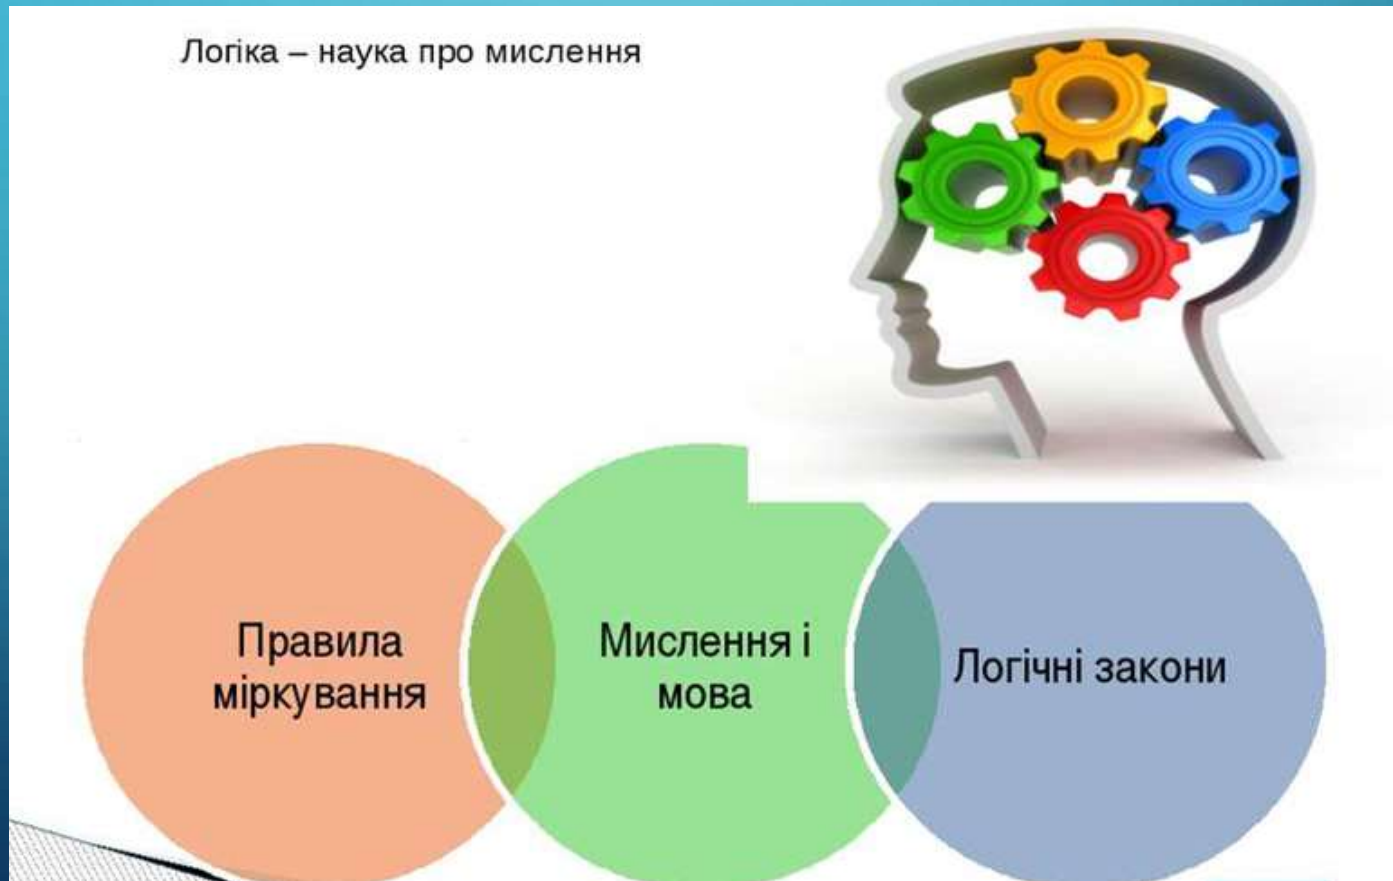 Логіка – наука про мислення
Правила
міркування
Мислення і
мова
Логічні закони